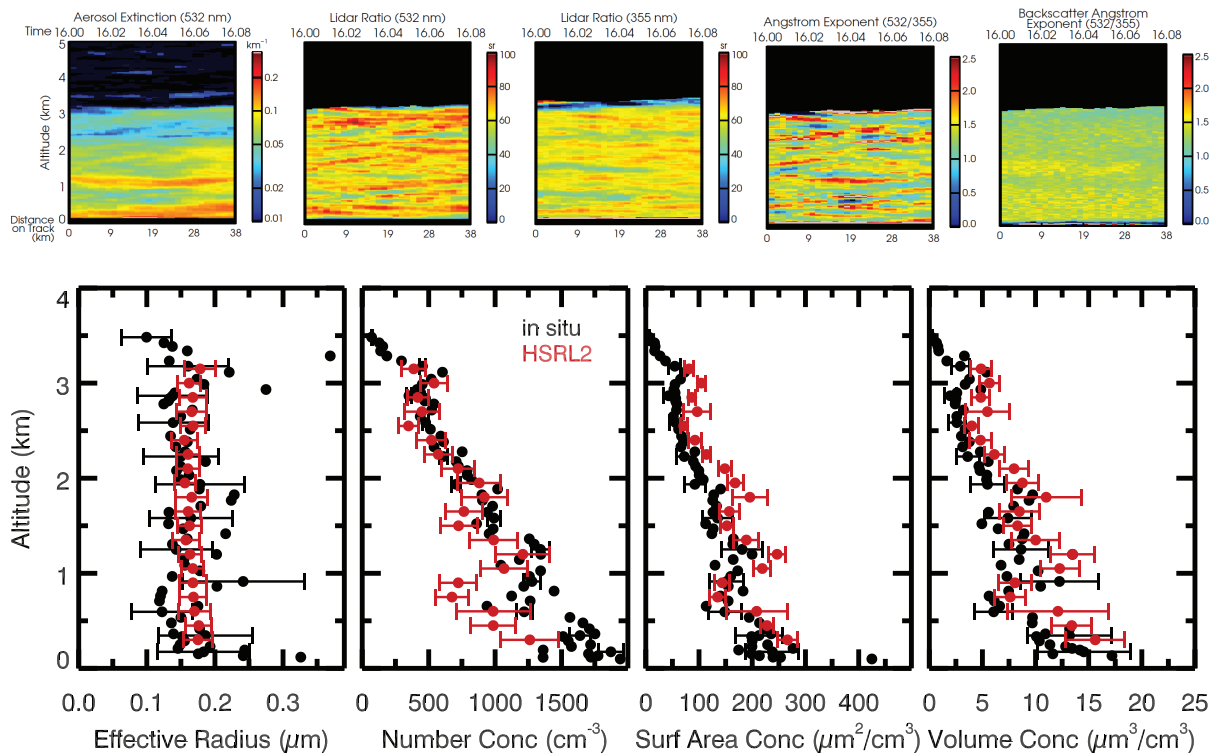 Aerosol Extinction (532 nm)
Time 16.00 16.02 16.04 16.06 16.08
km⁻¹
5
4
3
2
1
0
Altitude (km)
0.2
0.1
0.05
0.02
0.01
Distance on Track (km)
0 9 19 28 38
Lidar Ratio (532 nm)
16.00 16.02 16.04 16.06 16.08
sr
100
80
60
40
20
0
0 9 19 28 38
Lidar Ratio (355 nm)
16.00 16.02 16.04 16.06 16.08
sr
100
80
60
40
20
0
0 9 19 28 38
Angstrom Exponent (532/355)
16.00 16.02 16.04 16.06 16.08
2.5
2.0
1.5
1.0
0.5
0.0
0 9 19 28 38
Backscatter Angstrom
Exponent (532/355)
16.00 16.02 16.04 16.06 16.08
2.5
2.0
1.5
1.0
0.5
0.0
0 9 19 28 38
4
3
2
1
0
Altitude (km)
0.0 0.1 0.2 0.3
Effective Radius (μm)
in situ
HSRL2
0 500 1000 1500
Number Conc (cm⁻³)
0 100 200 300 400
Surf Area Conc (μm²/cm³)
0 5 10 15 20 25
Volume Conc (μm³/cm³)